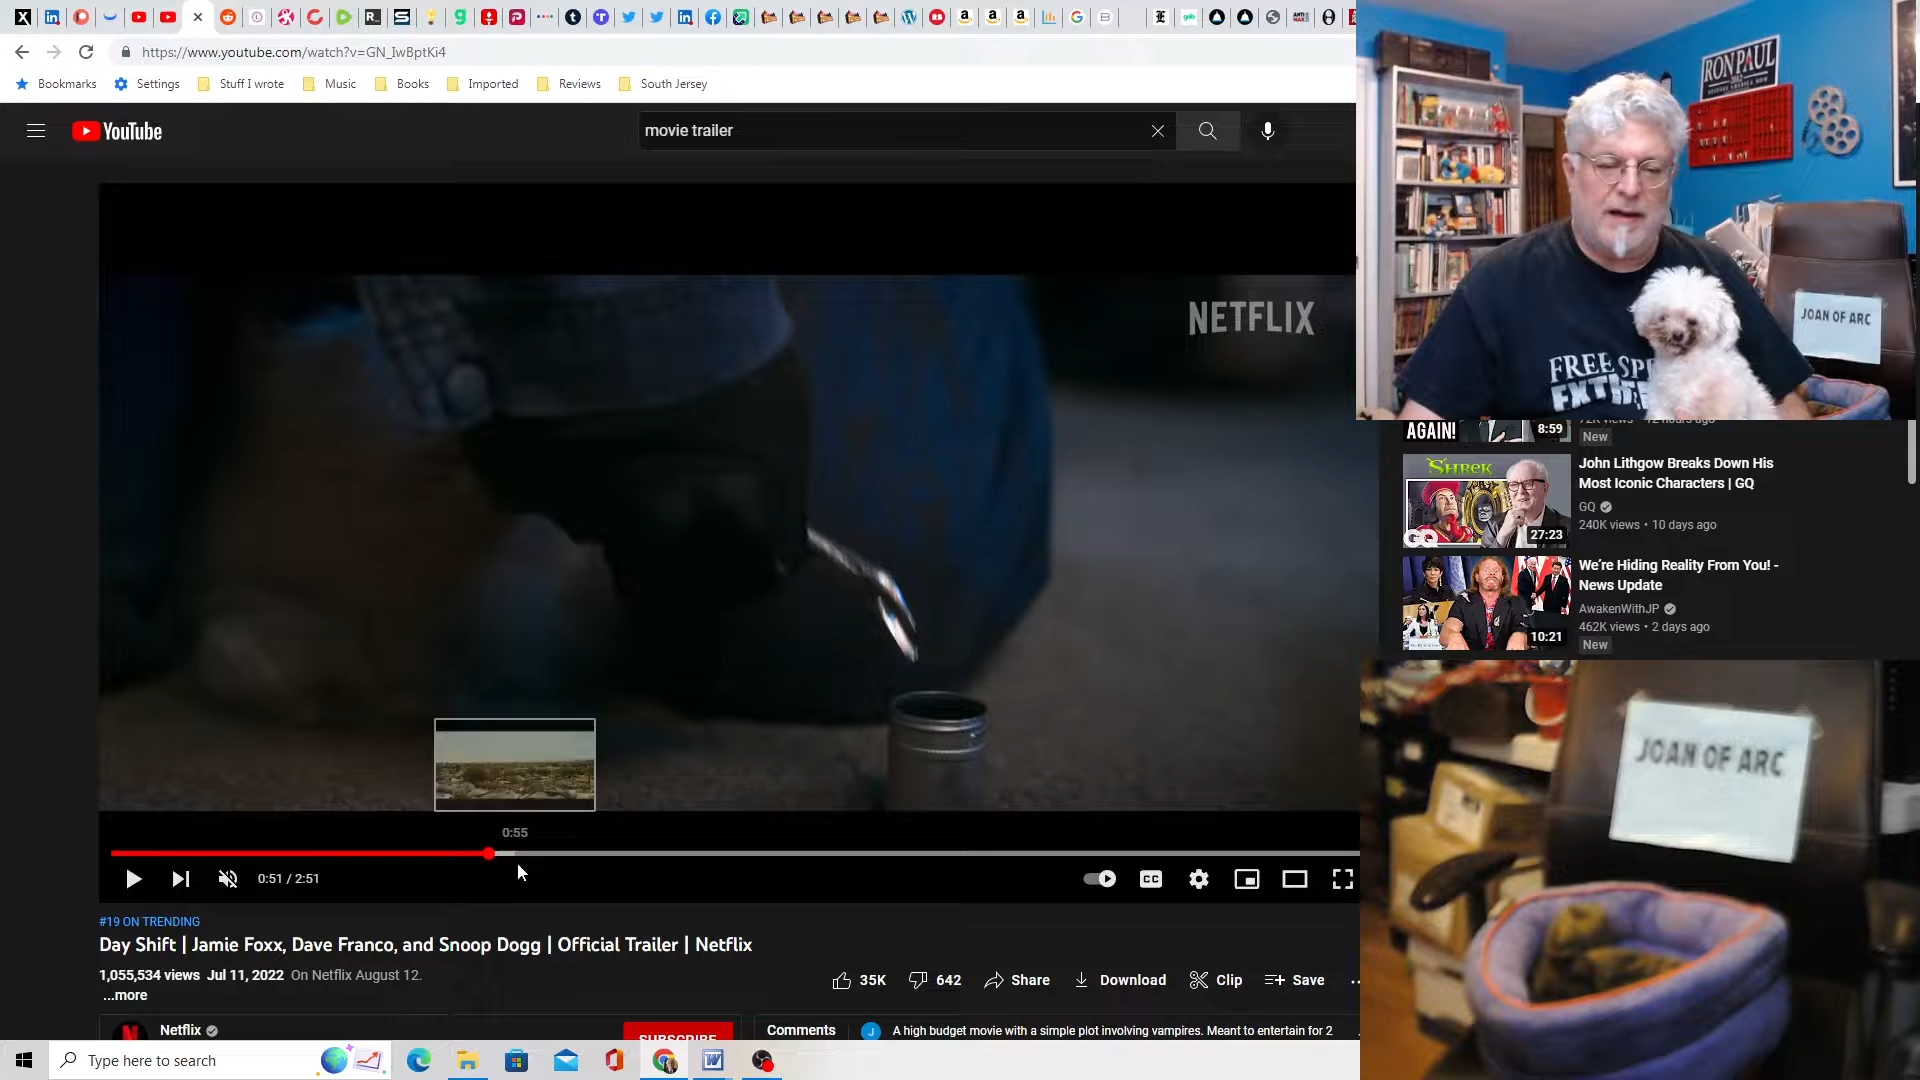 https://www.youtube.com/watch?v=GN_IwBptKi4
Bookmarks
Settings
Stuff I wrote
Music
Books
Imported
Reviews
South Jersey
YouTube
movie trailer
RON PAUL
JOAN OF ARC
FREE SP
EXTR
NETFLIX
AGAIN!
8:59
New
SHREK
GQ
27:23
John Lithgow Breaks Down His
Most Iconic Characters | GQ
GQ
240K views • 10 days ago
10:21
We're Hiding Reality From You! -
News Update
AwakenWithJP
462K views • 2 days ago
New
JOAN OF ARC
0:55
0:51 / 2:51
CC
#19 ON TRENDING
Day Shift | Jamie Foxx, Dave Franco, and Snoop Dogg | Official Trailer | Netflix
1,055,534 views Jul 11, 2022 On Netflix August 12.
...more
35K
642
Share
Download
Clip
Save
Netflix
SUBSCRIBE
Comments
A high budget movie with a simple plot involving vampires. Meant to entertain for 2
Type here to search